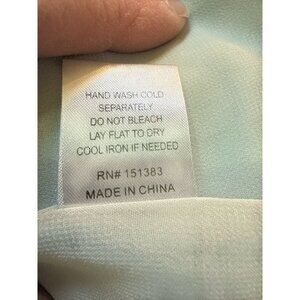 HAND WASH COLD
SEPARATELY
DO NOT BLEACH
LAY FLAT TO DRY
COOL IRON IF NEEDED
RN# 151383
MADE IN CHINA